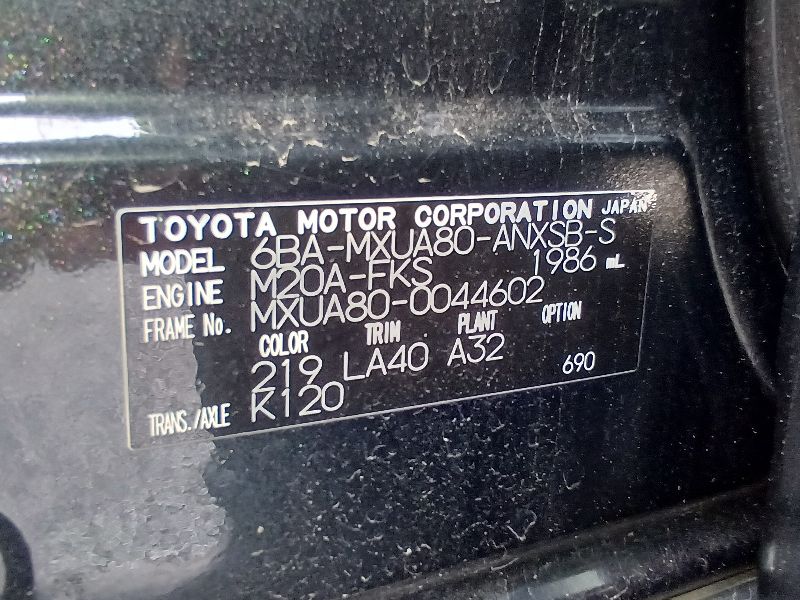 TOYOTA MOTOR CORPORATION JAPAN
MODEL 6BA-MXUA80-ANXSB-S
ENGINE M20A-FKS 1986 mL
FRAME No. MXUA80-0044602
COLOR TRIM PLANT OPTION
219 LA40 A32 690
TRANS./AXLE K120